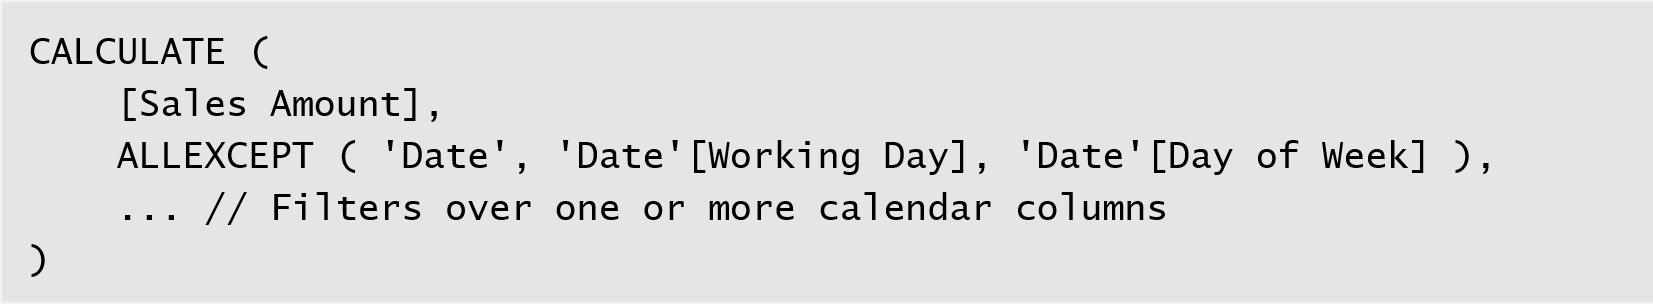 CALCULATE (
    [Sales Amount],
    ALLEXCEPT ( 'Date', 'Date'[Working Day], 'Date'[Day of Week] ),
    ... // Filters over one or more calendar columns
)